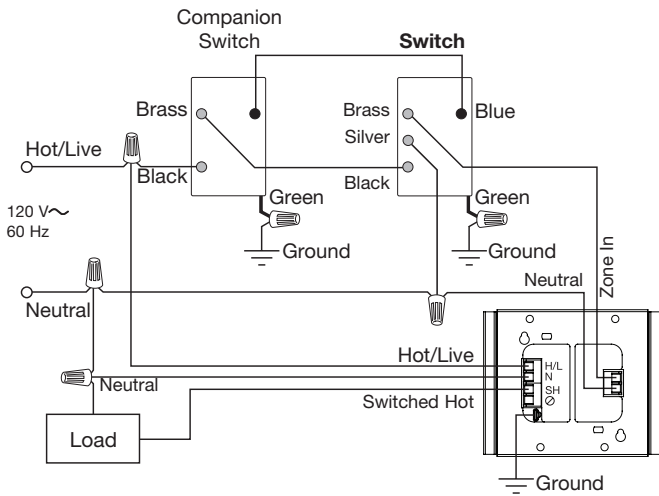 Companion
Switch
Switch
Brass
Brass
Blue
Silver
Hot/Live
Black
Black
Green
Green
120 V~
60 Hz
Ground
Ground
Zone In
Neutral
Neutral
Hot/Live
H/L
Neutral
N
Switched Hot
SH
Load
Ground